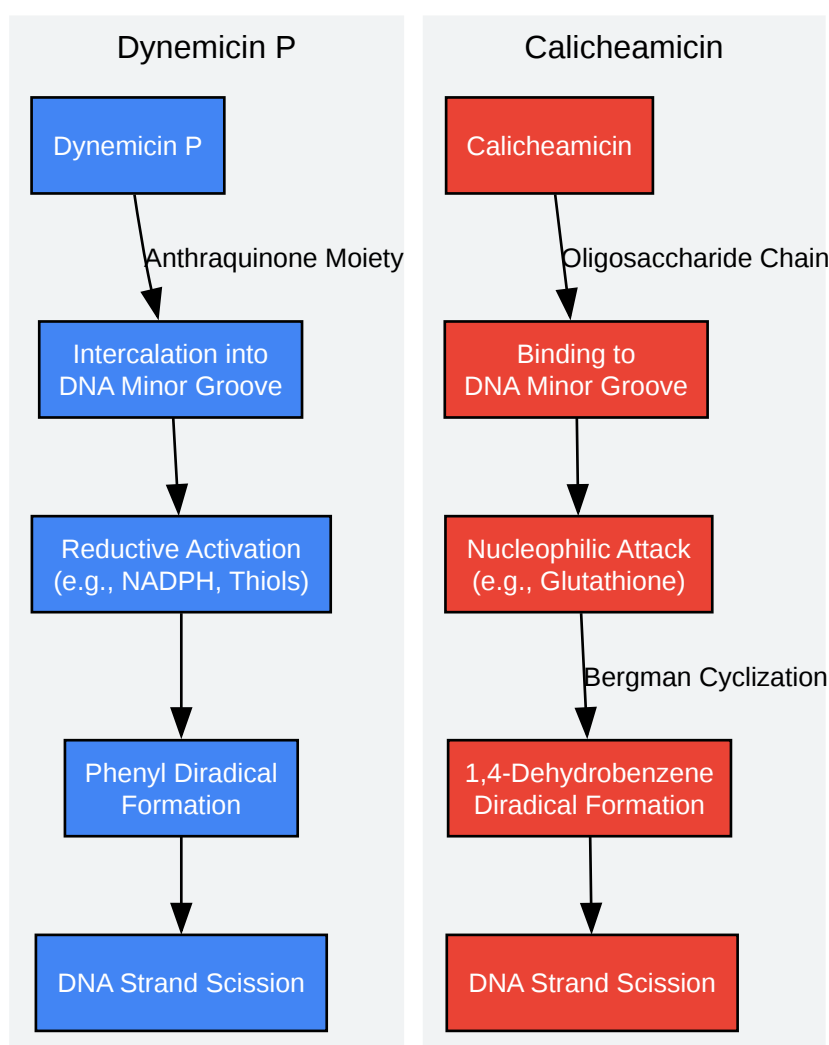 Dynemicin P
Dynemicin P
Anthraquinone Moiety
Intercalation into
DNA Minor Groove
Reductive Activation
(e.g., NADPH, Thiols)
Phenyl Diradical
Formation
DNA Strand Scission
Calicheamicin
Calicheamicin
Oligosaccharide Chain
Binding to
DNA Minor Groove
Nucleophilic Attack
(e.g., Glutathione)
Bergman Cyclization
1,4-Dehydrobenzene
Diradical Formation
DNA Strand Scission